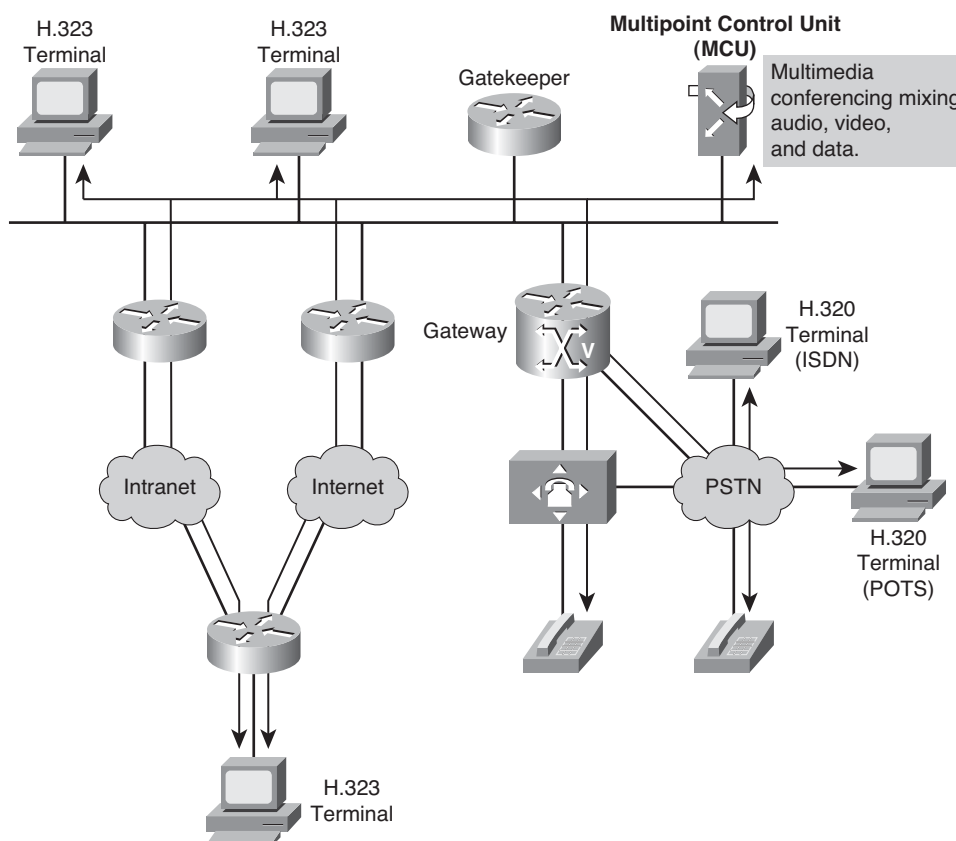 H.323
Terminal
H.323
Terminal
Gatekeeper
Multipoint Control Unit
(MCU)
Multimedia
conferencing mixing
audio, video,
and data.
Gateway
V
H.320
Terminal
(ISDN)
Intranet
Internet
PSTN
H.320
Terminal
(POTS)
H.323
Terminal